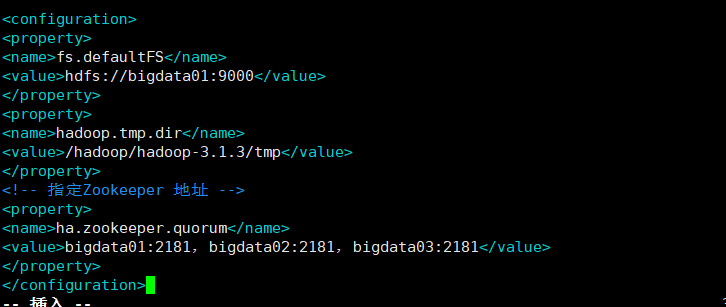 <configuration>
<property>
<name>fs.defaultFS</name>
<value>hdfs://bigdata01:9000</value>
</property>
<property>
<name>hadoop.tmp.dir</name>
<value>/hadoop/hadoop-3.1.3/tmp</value>
</property>
<!-- 指定Zookeeper 地址 -->
<property>
<name>ha.zookeeper.quorum</name>
<value>bigdata01:2181，bigdata02:2181，bigdata03:2181</value>
</property>
</configuration>
-- 插入 --